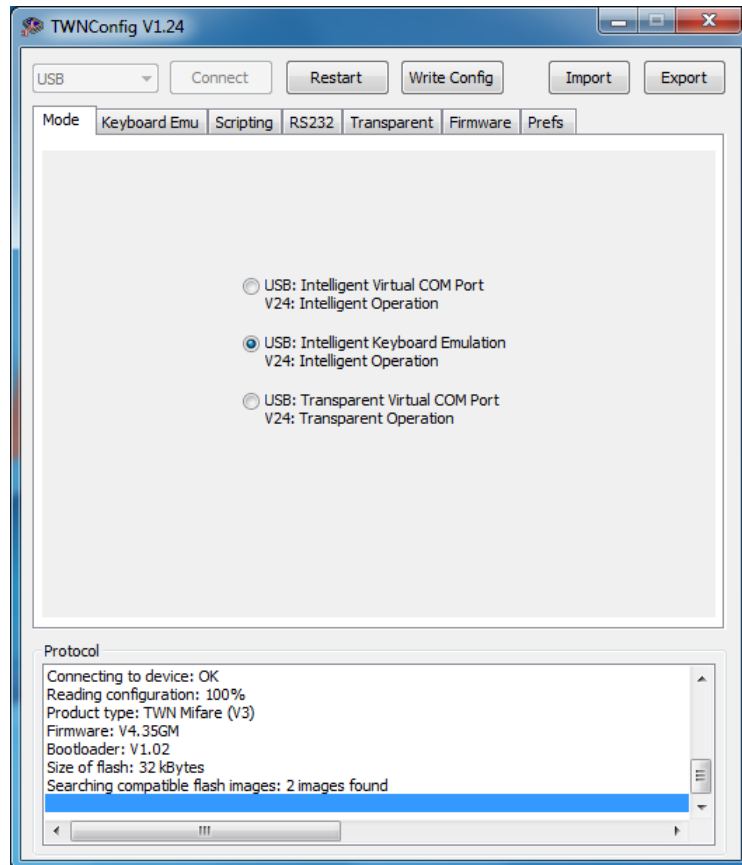 TWNConfig V1.24
USB Connect Restart Write Config Import Export
Mode Keyboard Emu Scripting RS232 Transparent Firmware Prefs
USB: Intelligent Virtual COM Port
V24: Intelligent Operation
USB: Intelligent Keyboard Emulation
V24: Intelligent Operation
USB: Transparent Virtual COM Port
V24: Transparent Operation
Protocol
Connecting to device: OK
Reading configuration: 100%
Product type: TWN Mifare (V3)
Firmware: V4.35GM
Bootloader: V1.02
Size of flash: 32 kBytes
Searching compatible flash images: 2 images found